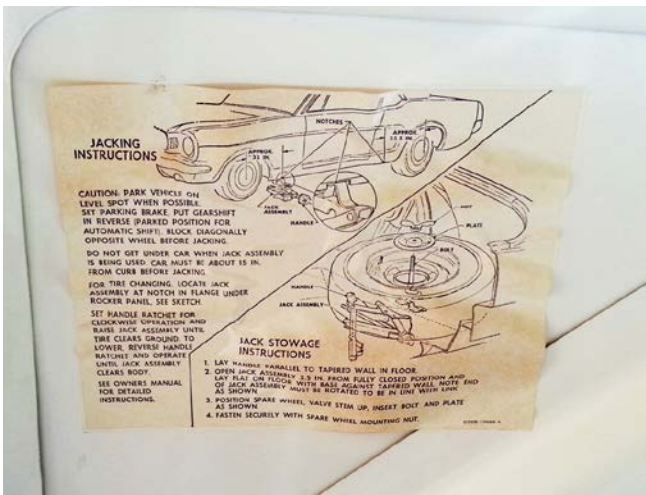 JACKING
INSTRUCTIONS
CAUTION: PARK VEHICLE ON
LEVEL SPOT WHEN POSSIBLE.
SET PARKING BRAKE, PUT GEARSHIFT
IN REVERSE (PARKED POSITION FOR
AUTOMATIC SHIFT). BLOCK DIAGONALLY
OPPOSITE WHEEL BEFORE JACKING.
DO NOT GET UNDER CAR WHEN JACK ASSEMBLY
IS BEING USED. CAR MUST BE ABOUT 15 IN.
FROM CURB BEFORE JACKING
FOR TIRE CHANGING, LOCATE JACK
ASSEMBLY AT NOTCH IN FLANGE UNDER
ROCKER PANEL, SEE SKETCH.
SET HANDLE RATCHET FOR
CLOCKWISE OPERATION AND
RAISE JACK ASSEMBLY UNTIL
TIRE CLEARS GROUND. TO
LOWER, REVERSE HANDLE
RATCHET AND OPERATE
UNTIL JACK ASSEMBLY
CLEARS BODY.
SEE OWNERS MANUAL
FOR DETAILED
INSTRUCTIONS.
NOTCHES
APPROX.
IN.
APPROX.
IN.
JACK
ASSEMBLY
HANDLE
NUT
PLATE
BOLT
HANDLE
JACK ASSEMBLY
JACK STOWAGE
INSTRUCTIONS
1. LAY HANDLE PARALLEL TO TAPERED WALL IN FLOOR.
2. OPEN JACK ASSEMBLY 2.5 IN. FROM FULLY CLOSED POSITION AND
LAY FLAT ON FLOOR WITH BASE AGAINST TAPERED WALL NOTE END
OF JACK ASSEMBLY MUST BE ROTATED TO BE IN LINE WITH LINK
AS SHOWN
3. POSITION SPARE WHEEL, VALVE STEM UP, INSERT BOLT AND PLATE
AS SHOWN
4. FASTEN SECURELY WITH SPARE WHEEL MOUNTING NUT.